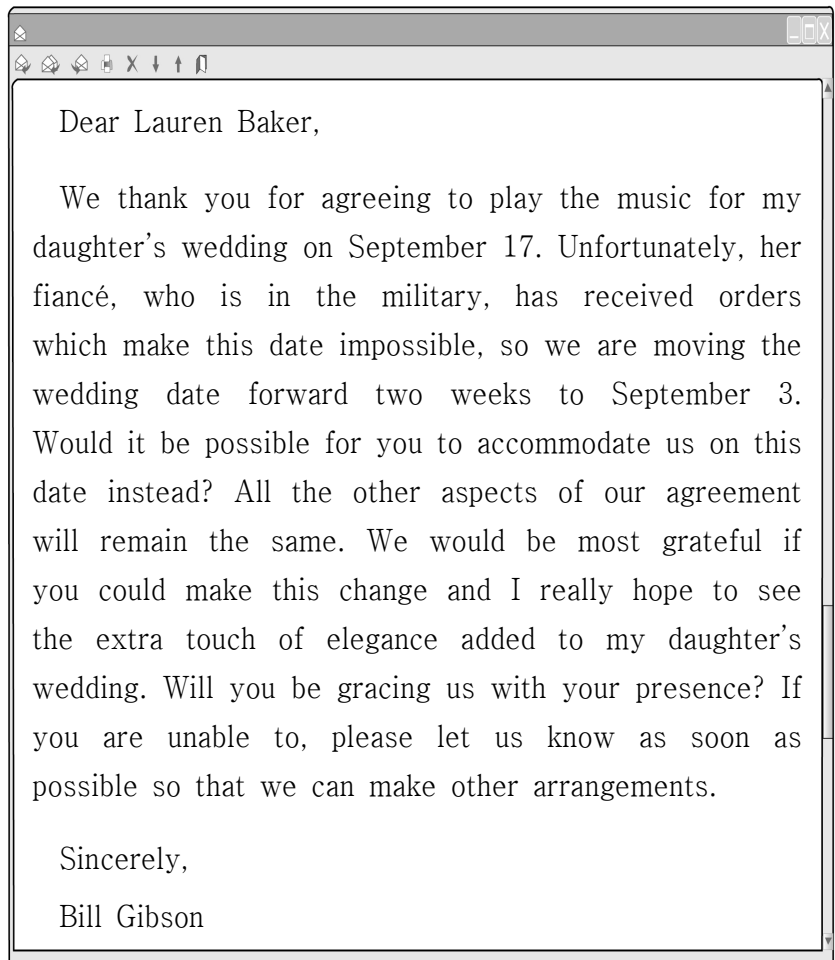 Dear Lauren Baker,
We thank you for agreeing to play the music for my
daughter's wedding on September 17. Unfortunately, her
fiancé, who is in the military, has received orders
which make this date impossible, so we are moving the
wedding date forward two weeks to September 3.
Would it be possible for you to accommodate us on this
date instead? All the other aspects of our agreement
will remain the same. We would be most grateful if
you could make this change and I really hope to see
the extra touch of elegance added to my daughter's
wedding. Will you be gracing us with your presence? If
you are unable to, please let us know as soon as
possible so that we can make other arrangements.
Sincerely,
Bill Gibson